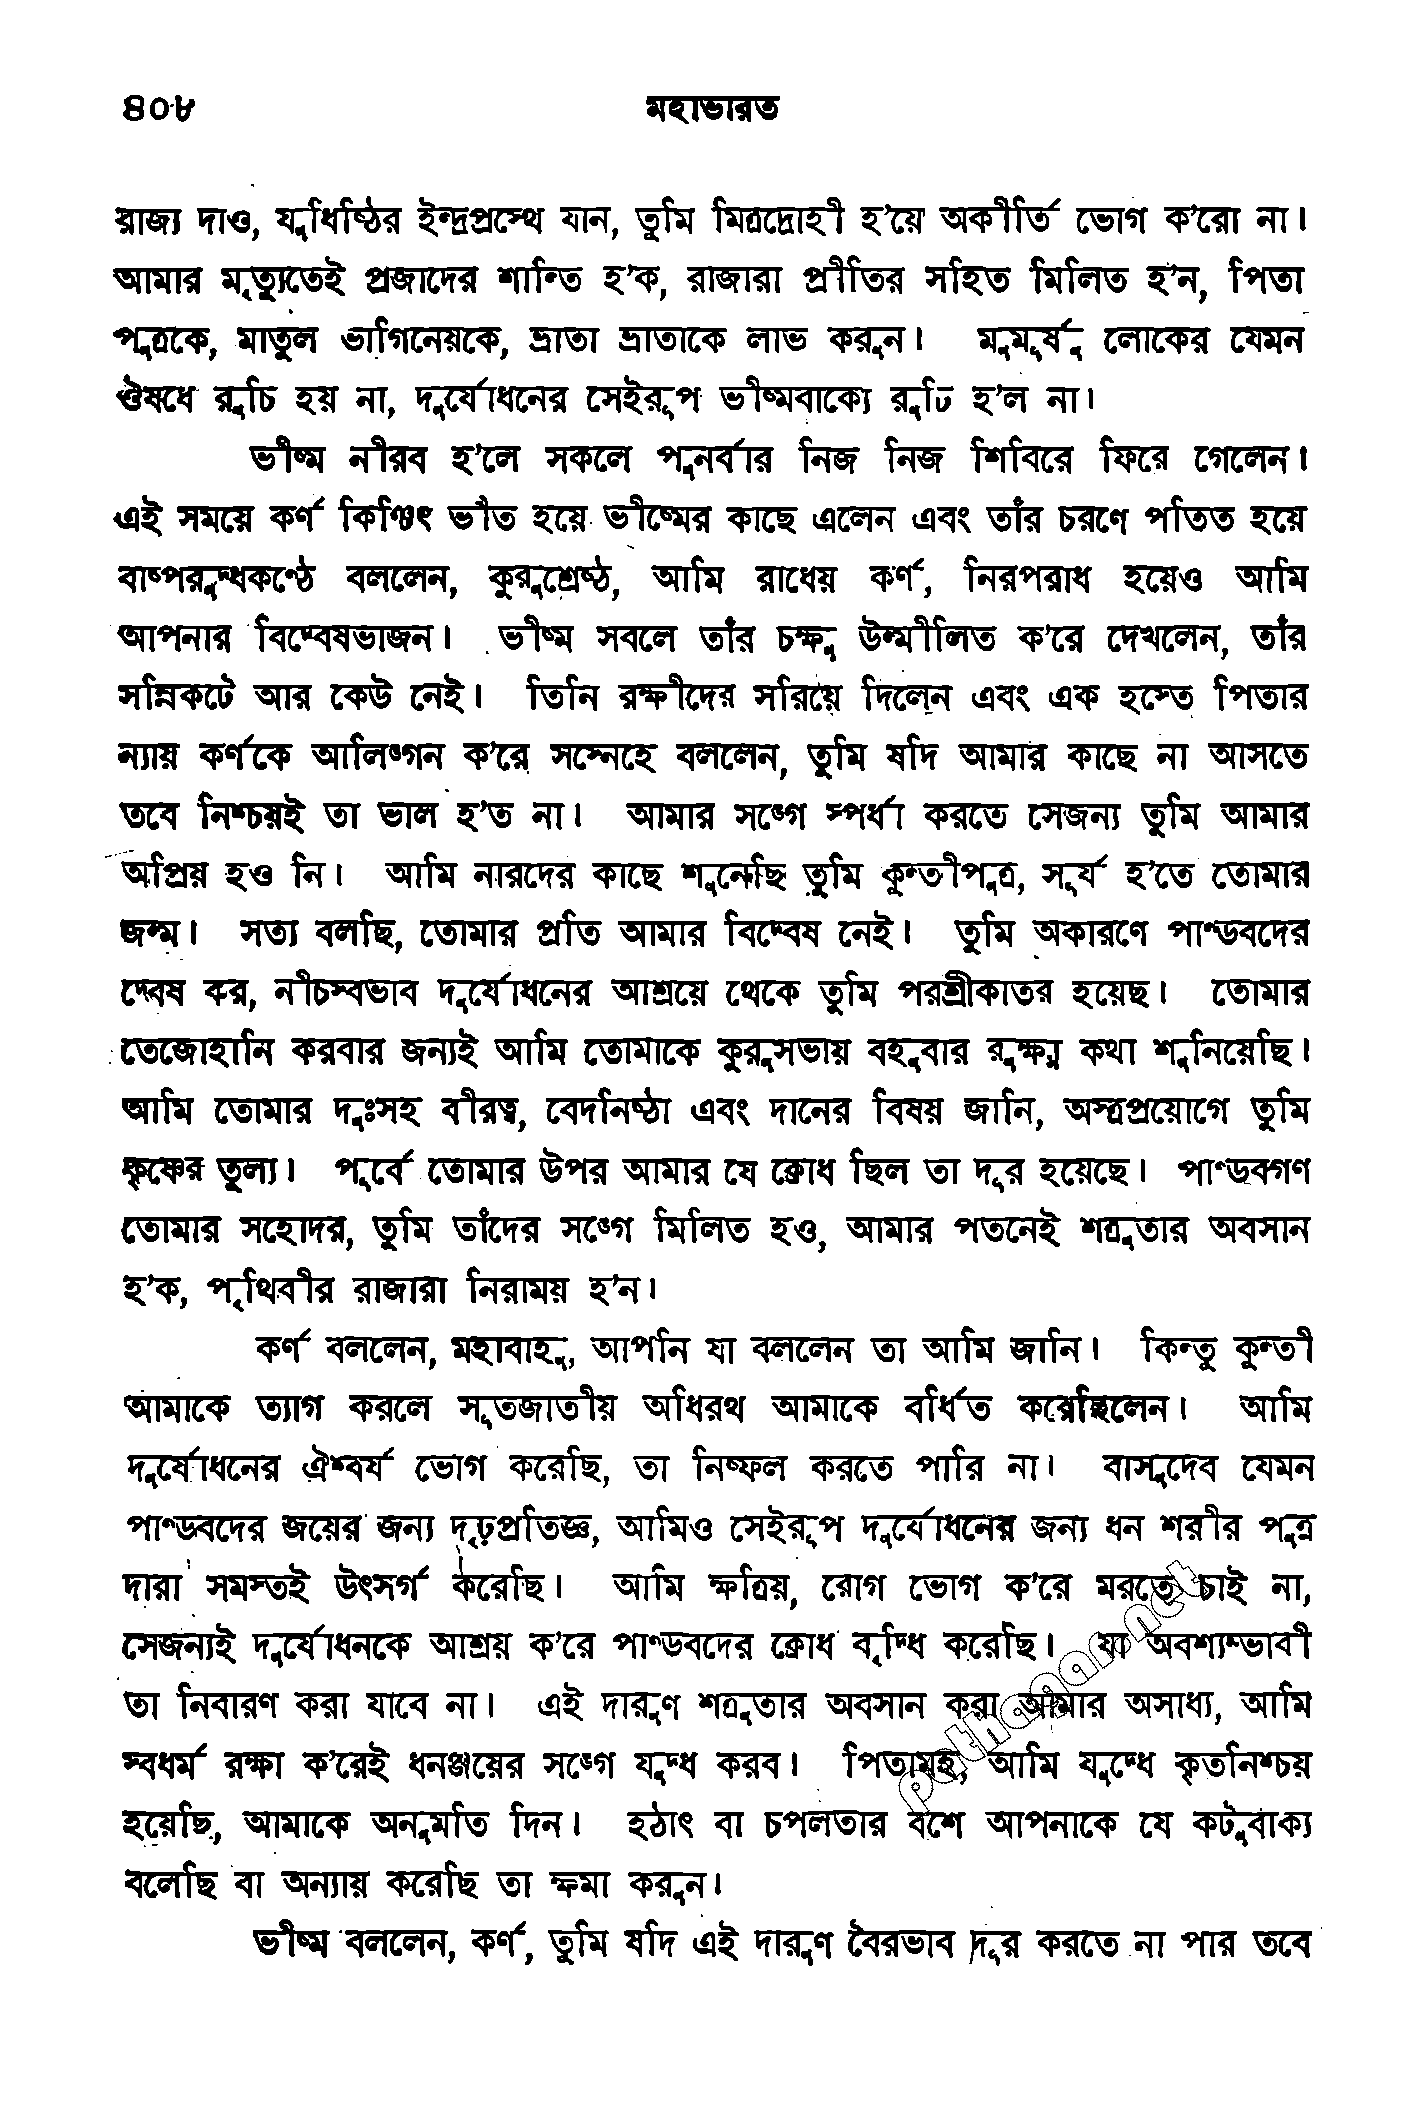 ৪০৮ মহাভারত
রাজ্য দাও, যুধিষ্ঠির ইন্দ্রপ্রস্থে যান, তুমি মিত্রদ্রোহী হ’য়ে অকীর্তি ভোগ ক’রো না।
আমার মৃত্যুতেই প্রজাদের শান্তি হ’ক, রাজারা প্রীতির সহিত মিলিত হ’ন, পিতা
পুত্রকে, মাতুল ভাগিনেয়কে, ভ্রাতা ভ্রাতাকে লাভ করুন। মুমূর্ষু লোকের যেমন
ঔষধে রুচি হয় না, দুর্যোধনের সেইরূপ ভীষ্মবাক্যে রুচি হ’ল না।
ভীষ্ম নীরব হ’লে সকলে পুনর্বার নিজ নিজ শিবিরে ফিরে গেলেন।
এই সময়ে কর্ণ কিঞ্চিৎ ভীত হয়ে ভীষ্মের কাছে এলেন এবং তাঁর চরণে পতিত হয়ে
বাষ্পরুদ্ধকণ্ঠে বললেন, কুরুশ্রেষ্ঠ, আমি রাধেয় কর্ণ, নিরপরাধ হয়েও আমি
আপনার বিদ্বেষভাজন। ভীষ্ম সবলে তাঁর চক্ষু উন্মীলিত ক’রে দেখলেন, তাঁর
সন্নিকটে আর কেউ নেই। তিনি রক্ষীদের সরিয়ে দিলেন এবং এক হস্তে পিতার
ন্যায় কর্ণকে আলিঙ্গন ক’রে সস্নেহে বললেন, তুমি যদি আমার কাছে না আসতে
তবে নিশ্চয়ই তা ভাল হ’ত না। আমার সঙ্গে স্পর্ধা করতে সেজন্য তুমি আমার
অপ্রিয় হও নি। আমি নারদের কাছে শুনেছি তুমি কুন্তীপুত্র, সূর্য হ’তে তোমার
জন্ম। সত্য বলছি, তোমার প্রতি আমার বিদ্বেষ নেই। তুমি অকারণে পাণ্ডবদের
দ্বেষ কর, নীচস্বভাব দুর্যোধনের আশ্রয়ে থেকে তুমি পরশ্রীকাতর হয়েছ। তোমার
তেজোহানি করবার জন্যই আমি তোমাকে কুরুসভায় বহুবার রুক্ষ্ম কথা শুনিয়েছি।
আমি তোমার দুঃসহ বীরত্ব, বেদনিষ্ঠা এবং দানের বিষয় জানি, অস্ত্রপ্রয়োগে তুমি
কৃষ্ণের তুল্য। পূর্বে তোমার উপর আমার যে ক্রোধ ছিল তা দূর হয়েছে। পাণ্ডবগণ
তোমার সহোদর, তুমি তাঁদের সঙ্গে মিলিত হও, আমার পতনেই শত্রুতার অবসান
হ’ক, পৃথিবীর রাজারা নিরাময় হ’ন।
কর্ণ বললেন, মহাবাহু, আপনি যা বললেন তা আমি জানি। কিন্তু কুন্তী
আমাকে ত্যাগ করলে সূতজাতীয় অধিরথ আমাকে বর্ধিত করেছিলেন। আমি
দুর্যোধনের ঐশ্বর্য ভোগ করেছি, তা নিষ্ফল করতে পারি না। বাসুদেব যেমন
পাণ্ডবদের জয়ের জন্য দৃঢ়প্রতিজ্ঞ, আমিও সেইরূপ দুর্যোধনের জন্য ধন শরীর পুত্র
দারা সমস্তই উৎসর্গ করেছি। আমি ক্ষত্রিয়, রোগ ভোগ ক’রে মরতে চাই না,
সেজন্যই দুর্যোধনকে আশ্রয় ক’রে পাণ্ডবদের ক্রোধ বৃদ্ধি করেছি। যা অবশ্যম্ভাবী
তা নিবারণ করা যাবে না। এই দারুণ শত্রুতার অবসান করা আমার অসাধ্য, আমি
স্বধর্ম রক্ষা ক’রেই ধনঞ্জয়ের সঙ্গে যুদ্ধ করব। পিতামহ, আমি যুদ্ধে কৃতনিশ্চয়
হয়েছি, আমাকে অনুমতি দিন। হঠাৎ বা চপলতার বশে আপনাকে যে কটুবাক্য
বলেছি বা অন্যায় করেছি তা ক্ষমা করুন।
ভীষ্ম বললেন, কর্ণ, তুমি যদি এই দারুণ বৈরভাব দূর করতে না পার তবে
pathagar.net